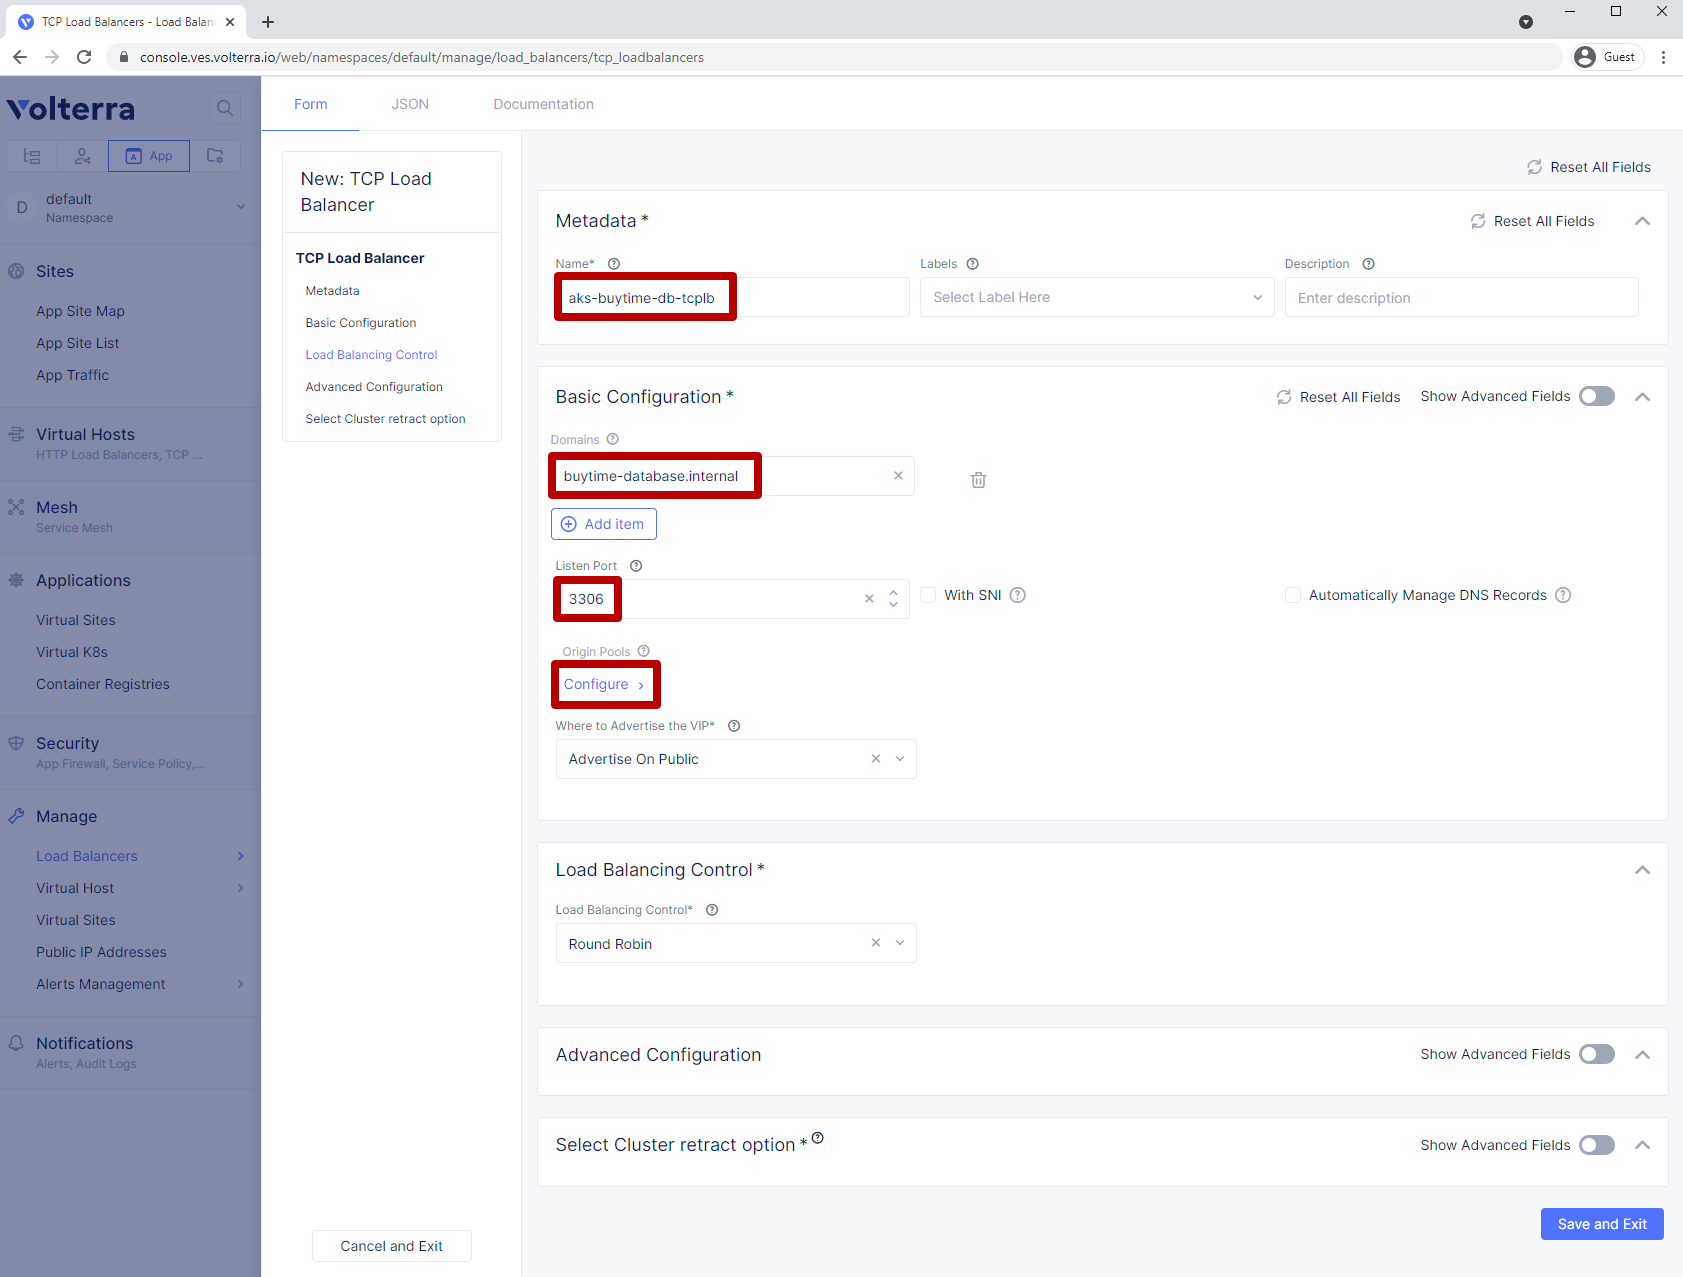 TCP Load Balancers - Load Balanc
console.ves.volterra.io/web/namespaces/default/manage/load_balancers/tcp_loadbalancers
Guest
Volterra
App
D
default
Namespace
Sites
App Site Map
App Site List
App Traffic
Virtual Hosts
HTTP Load Balancers, TCP ...
Mesh
Service Mesh
Applications
Virtual Sites
Virtual K8s
Container Registries
Security
App Firewall, Service Policy,...
Manage
Load Balancers
Virtual Host
Virtual Sites
Public IP Addresses
Alerts Management
Notifications
Alerts, Audit Logs
Form
JSON
Documentation
New: TCP Load
Balancer
TCP Load Balancer
Metadata
Basic Configuration
Load Balancing Control
Advanced Configuration
Select Cluster retract option
Cancel and Exit
Reset All Fields
Metadata *
Reset All Fields
Name*
Labels
Description
aks-buytime-db-tcplb
Select Label Here
Enter description
Basic Configuration *
Reset All Fields
Show Advanced Fields
Domains
buytime-database.internal
Add item
Listen Port
3306
With SNI
Automatically Manage DNS Records
Origin Pools
Configure
Where to Advertise the VIP*
Advertise On Public
Load Balancing Control *
Load Balancing Control*
Round Robin
Advanced Configuration
Show Advanced Fields
Select Cluster retract option *
Show Advanced Fields
Save and Exit